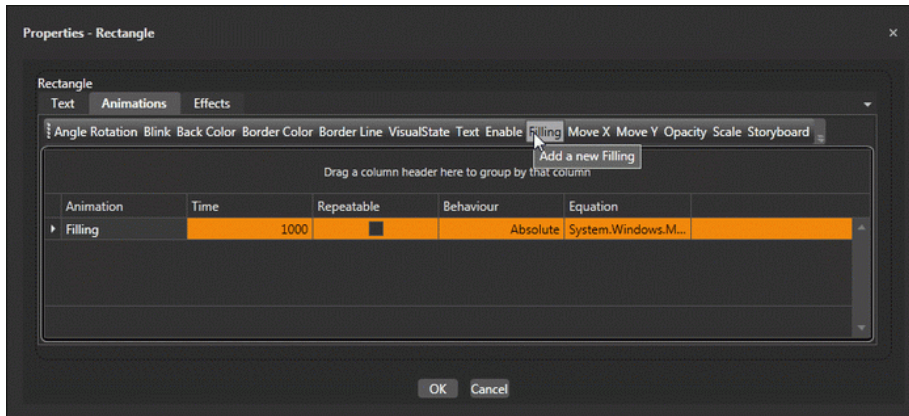 Properties - Rectangle
Rectangle
Text Animations Effects
Angle Rotation Blink Back Color Border Color Border Line VisualState Text Enable Filling Move X Move Y Opacity Scale Storyboard
Add a new Filling
Drag a column header here to group by that column
Animation Time Repeatable Behaviour Equation
Filling 1000 Absolute System.Windows.M...
OK Cancel